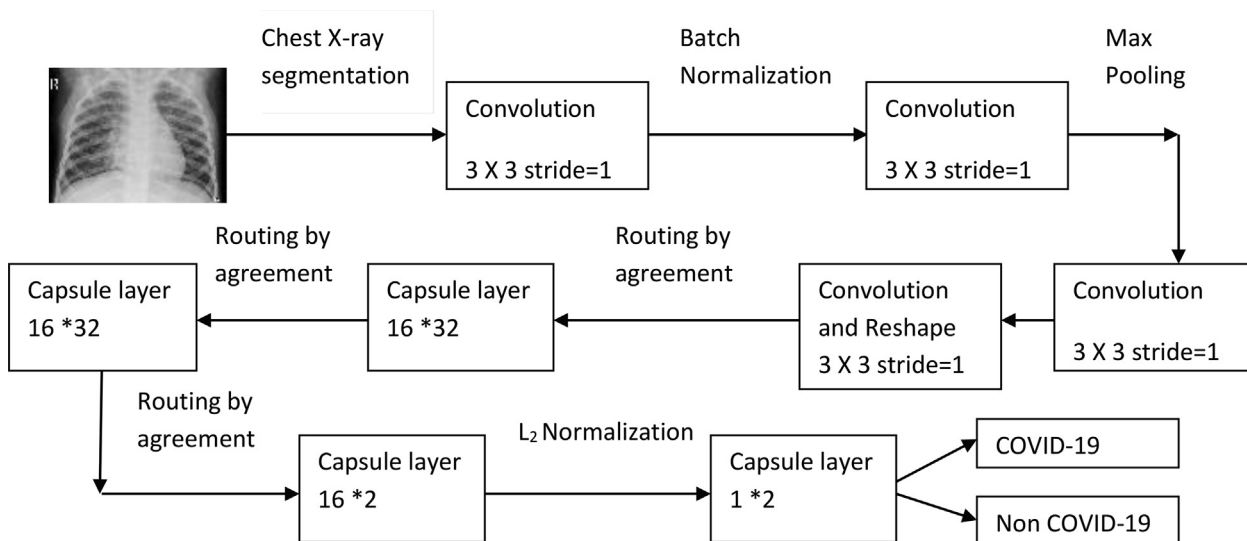 Chest X-ray
segmentation
Batch
Normalization
Max
Pooling
R
Convolution
3 X 3 stride=1
Convolution
3 X 3 stride=1
Routing by
agreement
Routing by
agreement
Capsule layer
16 *32
Capsule layer
16 *32
Convolution
and Reshape
3 X 3 stride=1
Convolution
3 X 3 stride=1
Routing by
agreement
L₂ Normalization
Capsule layer
16 *2
Capsule layer
1 *2
COVID-19
Non COVID-19